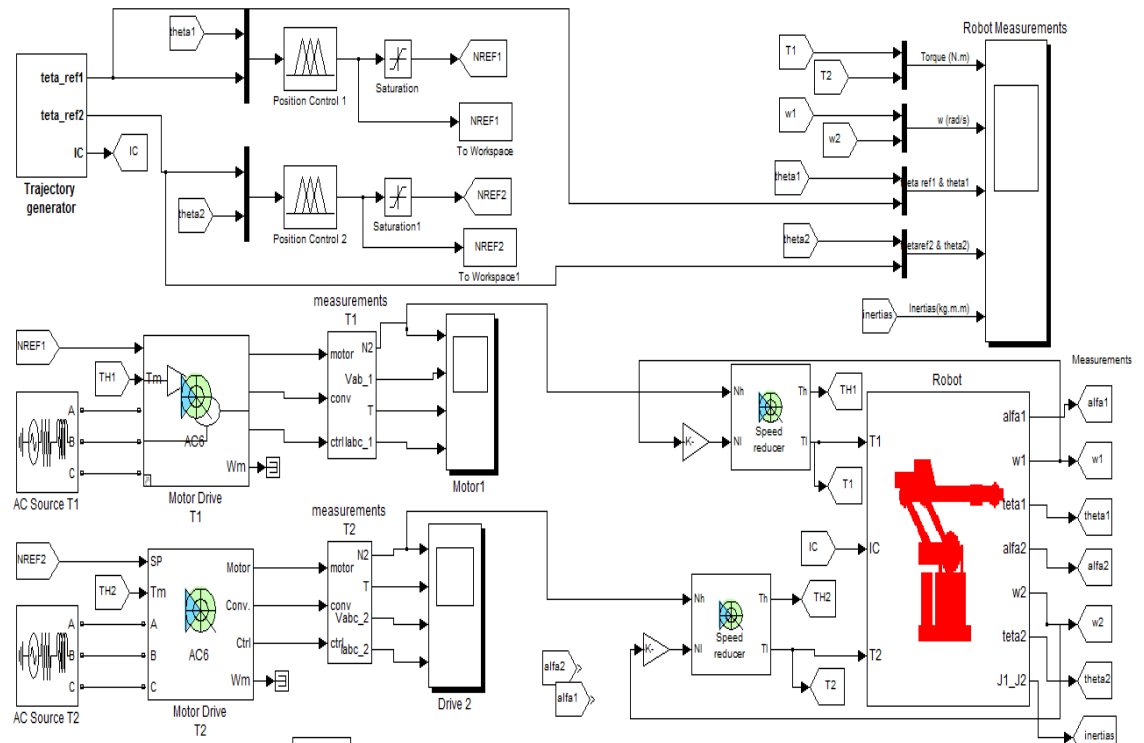 Robot Measurements
theta1
NREF1
Saturation
Position Control 1
NREF1
To Workspace
teta_ref1
teta_ref2
IC
IC
Trajectory
generator
theta2
NREF2
Saturation1
Position Control 2
NREF2
To Workspace1
T1
Torque (N.m)
T2
w1
w (rad/s)
w2
theta1
teta ref1 & theta1
theta2
tetaref2 & theta2)
inertias
Inertias(kg.m.m)
measurements
T1
NREF1
TH1
Tm
AC6
Wm
Motor Drive
T1
A
B
C
AC Source T1
motor
conv
ctrl
N2
Vab_1
T
Iabc_1
Motor1
measurements
T2
NREF2
SP
TH2
Tm
A
B
C
AC6
Motor
Conv.
Ctrl
Wm
Motor Drive
T2
A
B
C
AC Source T2
motor
conv
ctrl
N2
T
Vabc_2
Iabc_2
Drive 2
Nh
Th
Nl
Tl
Speed
reducer
K-
TH1
T1
Nh
Th
Nl
Tl
Speed
reducer
K-
TH2
T2
alfa2
alfa1
IC
Robot
T1
IC
T2
alfa1
w1
teta1
alfa2
w2
teta2
J1_J2
Measurements
alfa1
w1
theta1
alfa2
w2
theta2
inertias